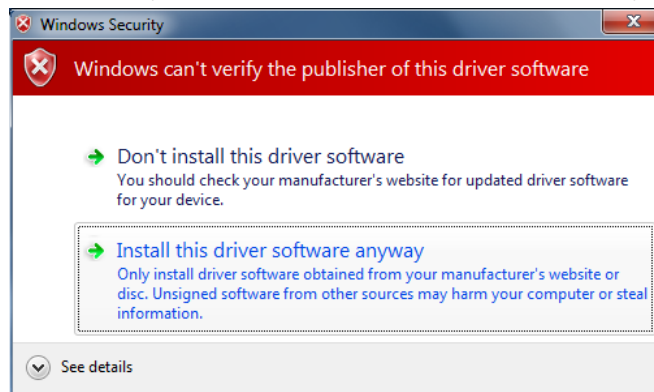 Windows Security
Windows can't verify the publisher of this driver software
Don't install this driver software
You should check your manufacturer's website for updated driver software
for your device.
Install this driver software anyway
Only install driver software obtained from your manufacturer's website or
disc. Unsigned software from other sources may harm your computer or steal
information.
See details